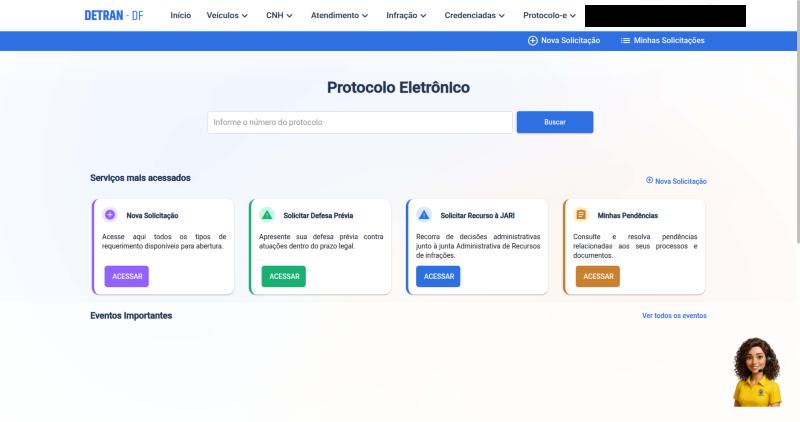 DETRAN - DF
Início
Veículos
CNH
Atendimento
Infração
Credenciadas
Protocolo-e
Nova Solicitação
Minhas Solicitações
Protocolo Eletrônico
Informe o número do protocolo
Buscar
Serviços mais acessados
Nova Solicitação
Nova Solicitação
Acesse aqui todos os tipos de
requerimento disponíveis para abertura.
ACESSAR
Solicitar Defesa Prévia
Apresente sua defesa prévia contra
atuações dentro do prazo legal.
ACESSAR
Solicitar Recurso à JARI
Recorra de decisões administrativas
junto à junta Administrativa de Recursos
de infrações.
ACESSAR
Minhas Pendências
Consulte e resolva pendências
relacionadas aos seus processos e
documentos.
ACESSAR
Eventos Importantes
Ver todos os eventos